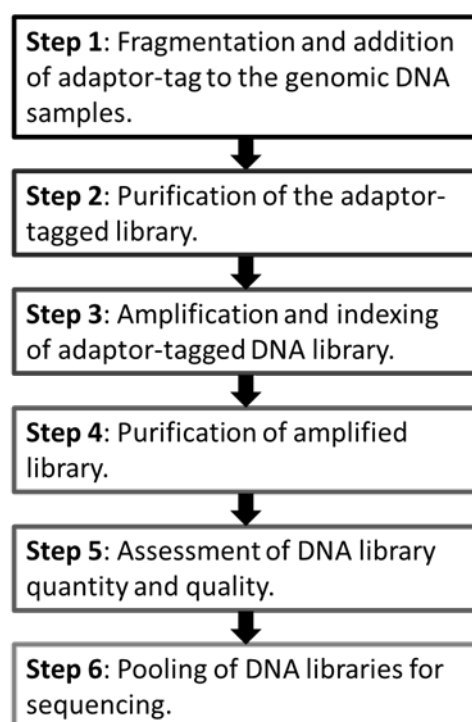 Step 1: Fragmentation and addition
of adaptor-tag to the genomic DNA
samples.
Step 2: Purification of the adaptor-
tagged library.
Step 3: Amplification and indexing
of adaptor-tagged DNA library.
Step 4: Purification of amplified
library.
Step 5: Assessment of DNA library
quantity and quality.
Step 6: Pooling of DNA libraries for
sequencing.